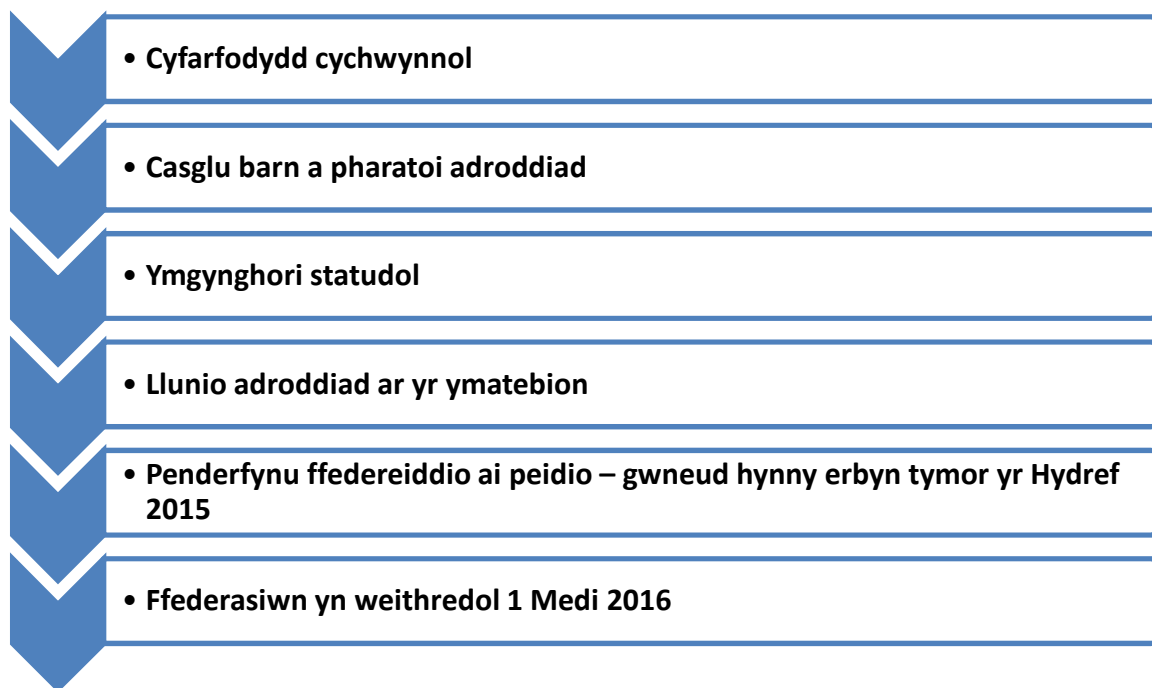 • Cyfarfodydd cychwynnol
• Casglu barn a pharatoi adroddiad
• Ymgynghori statudol
• Llunio adroddiad ar yr ymatebion
• Penderfynu ffedereiddio ai peidio – gwneud hynny erbyn tymor yr Hydref
2015
• Ffederasiwn yn weithredol 1 Medi 2016